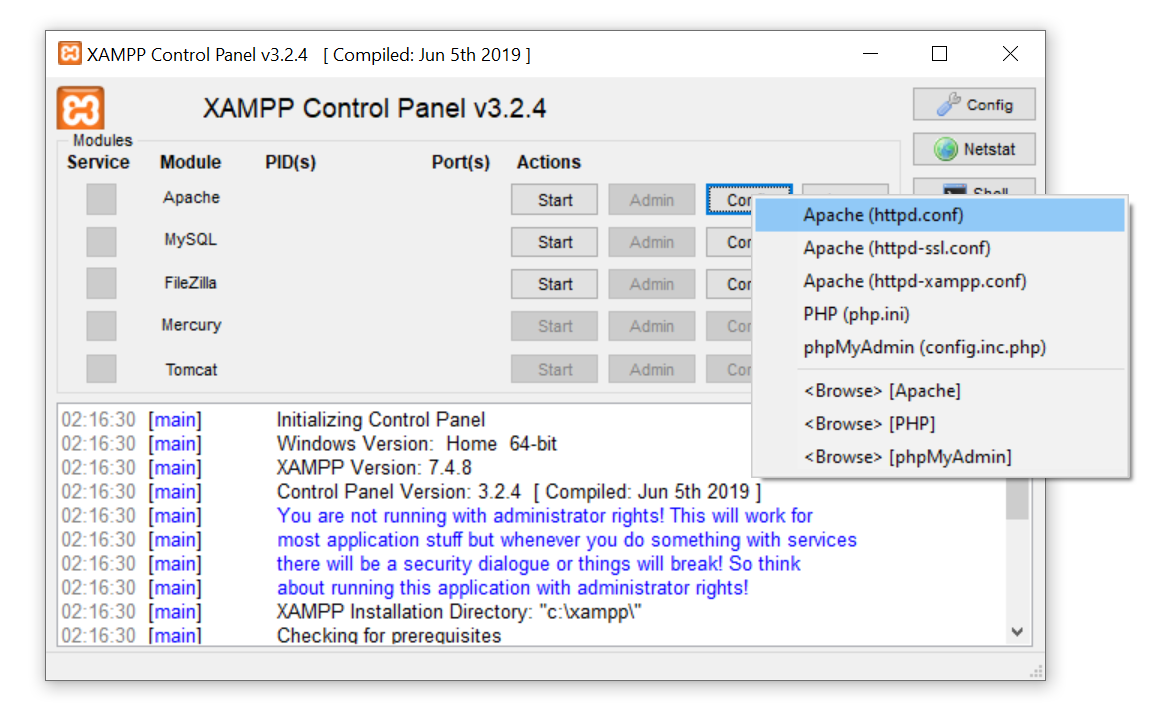 XAMPP Control Panel v3.2.4 [ Compiled: Jun 5th 2019 ]
XAMPP Control Panel v3.2.4
Config
Modules
Netstat
Service Module PID(s) Port(s) Actions
Shell
Apache Start Admin
MySQL Start Admin
FileZilla Start Admin
Mercury Start Admin
Tomcat Start Admin
Apache (httpd.conf)
Apache (httpd-ssl.conf)
Apache (httpd-xampp.conf)
PHP (php.ini)
phpMyAdmin (config.inc.php)
<Browse> [Apache]
<Browse> [PHP]
<Browse> [phpMyAdmin]
02:16:30 [main] Initializing Control Panel
02:16:30 [main] Windows Version: Home 64-bit
02:16:30 [main] XAMPP Version: 7.4.8
02:16:30 [main] Control Panel Version: 3.2.4 [ Compiled: Jun 5th 2019 ]
02:16:30 [main] You are not running with administrator rights! This will work for
02:16:30 [main] most application stuff but whenever you do something with services
02:16:30 [main] there will be a security dialogue or things will break! So think
02:16:30 [main] about running this application with administrator rights!
02:16:30 [main] XAMPP Installation Directory: "c:\xampp\"
02:16:30 [main] Checking for prerequisites